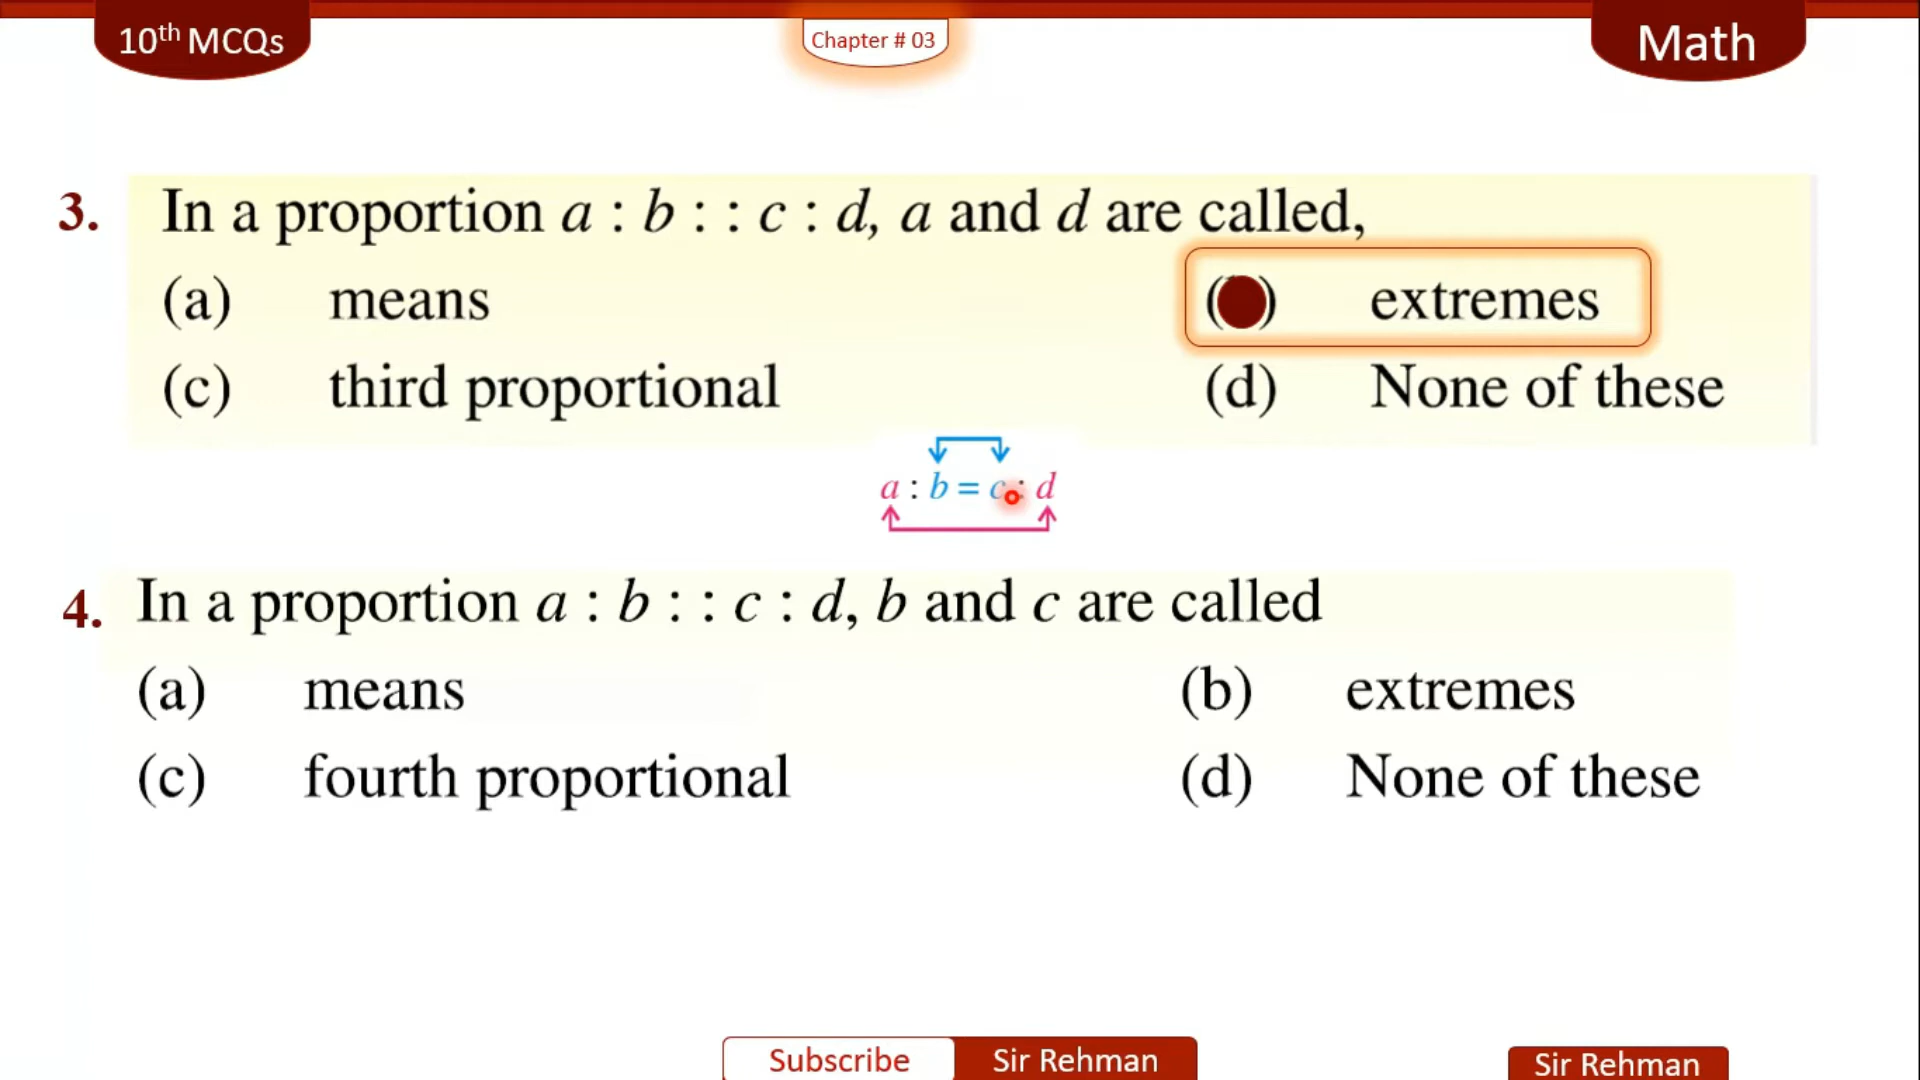 10th MCQs
Chapter # 03
Math
3. In a proportion a : b : : c : d, a and d are called,
(a) means ( ) extremes
(c) third proportional (d) None of these
a : b = c : d
4. In a proportion a : b : : c : d, b and c are called
(a) means (b) extremes
(c) fourth proportional (d) None of these
Subscribe Sir Rehman Sir Rehman